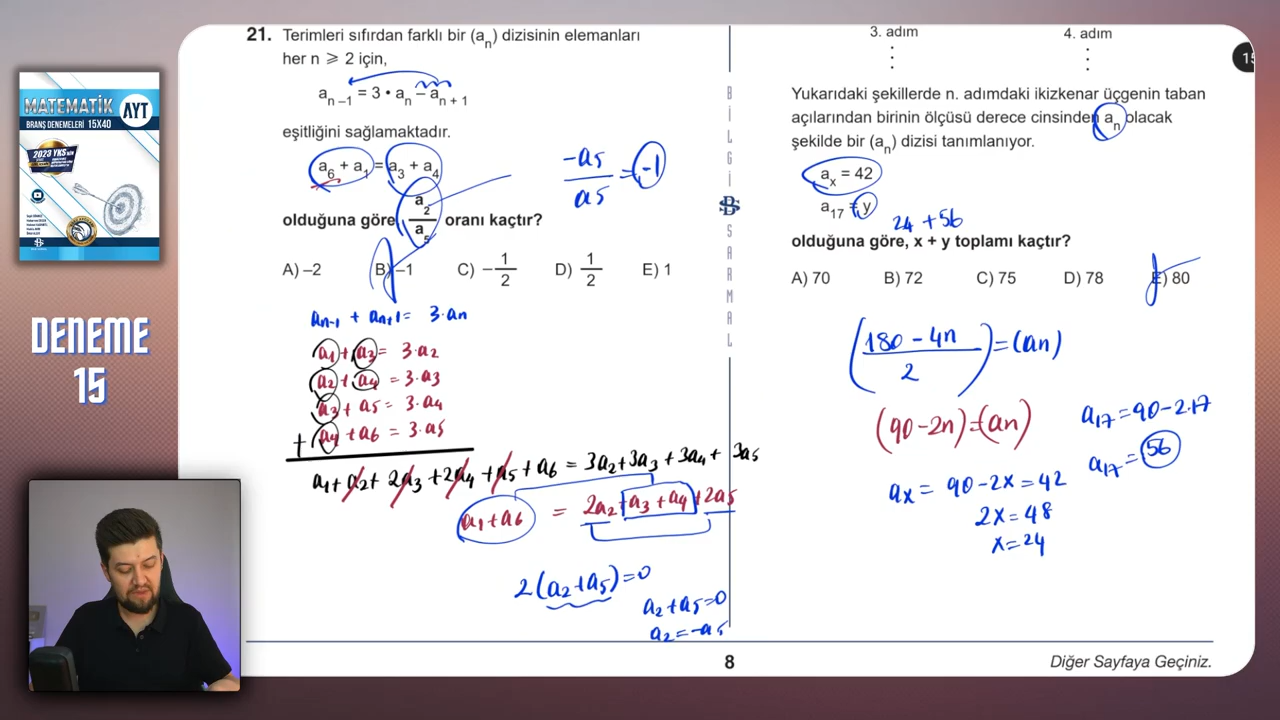 MATEMATİK
AYT
BRANŞ DENEMELERİ 15X40
2023 YKS'NİN
DENEME
15
21. Terimleri sıfırdan farklı bir (an) dizisinin elemanları
her n ⩾ 2 için,
an–1 = 3 • an – an+1
eşitliğini sağlamaktadır.
a6 + a1 = a3 + a4
olduğuna göre, a2/a5 oranı kaçtır?
A) –2 B) –1 C) –1/2 D) 1/2 E) 1
-a5/a5 = -1
an-1 + an+1 = 3·an
a1 + a3 = 3·a2
a2 + a4 = 3·a3
a3 + a5 = 3·a4
+ a4 + a6 = 3·a5
a1 + a2 + 2a3 + 2a4 + a5 + a6 = 3a2 + 3a3 + 3a4 + 3a5
a1 + a6 = 2a2 + a3 + a4 + 2a5
2(a2 + a5) = 0
a2 + a5 = 0
a2 = -a5
BİLGİ
SARMAL
3. adım 4. adım
15
Yukarıdaki şekillerde n. adımdaki ikizkenar üçgenin taban
açılarından birinin ölçüsü derece cinsinden an olacak
şekilde bir (an) dizisi tanımlanıyor.
ax = 42
a17 = y
24 + 56
olduğuna göre, x + y toplamı kaçtır?
A) 70 B) 72 C) 75 D) 78 E) 80
(180 - 4n / 2) = (an)
(90 - 2n) = (an)
a17 = 90 - 2·17
a17 = 56
ax = 90 - 2x = 42
2x = 48
x = 24
8
Diğer Sayfaya Geçiniz.